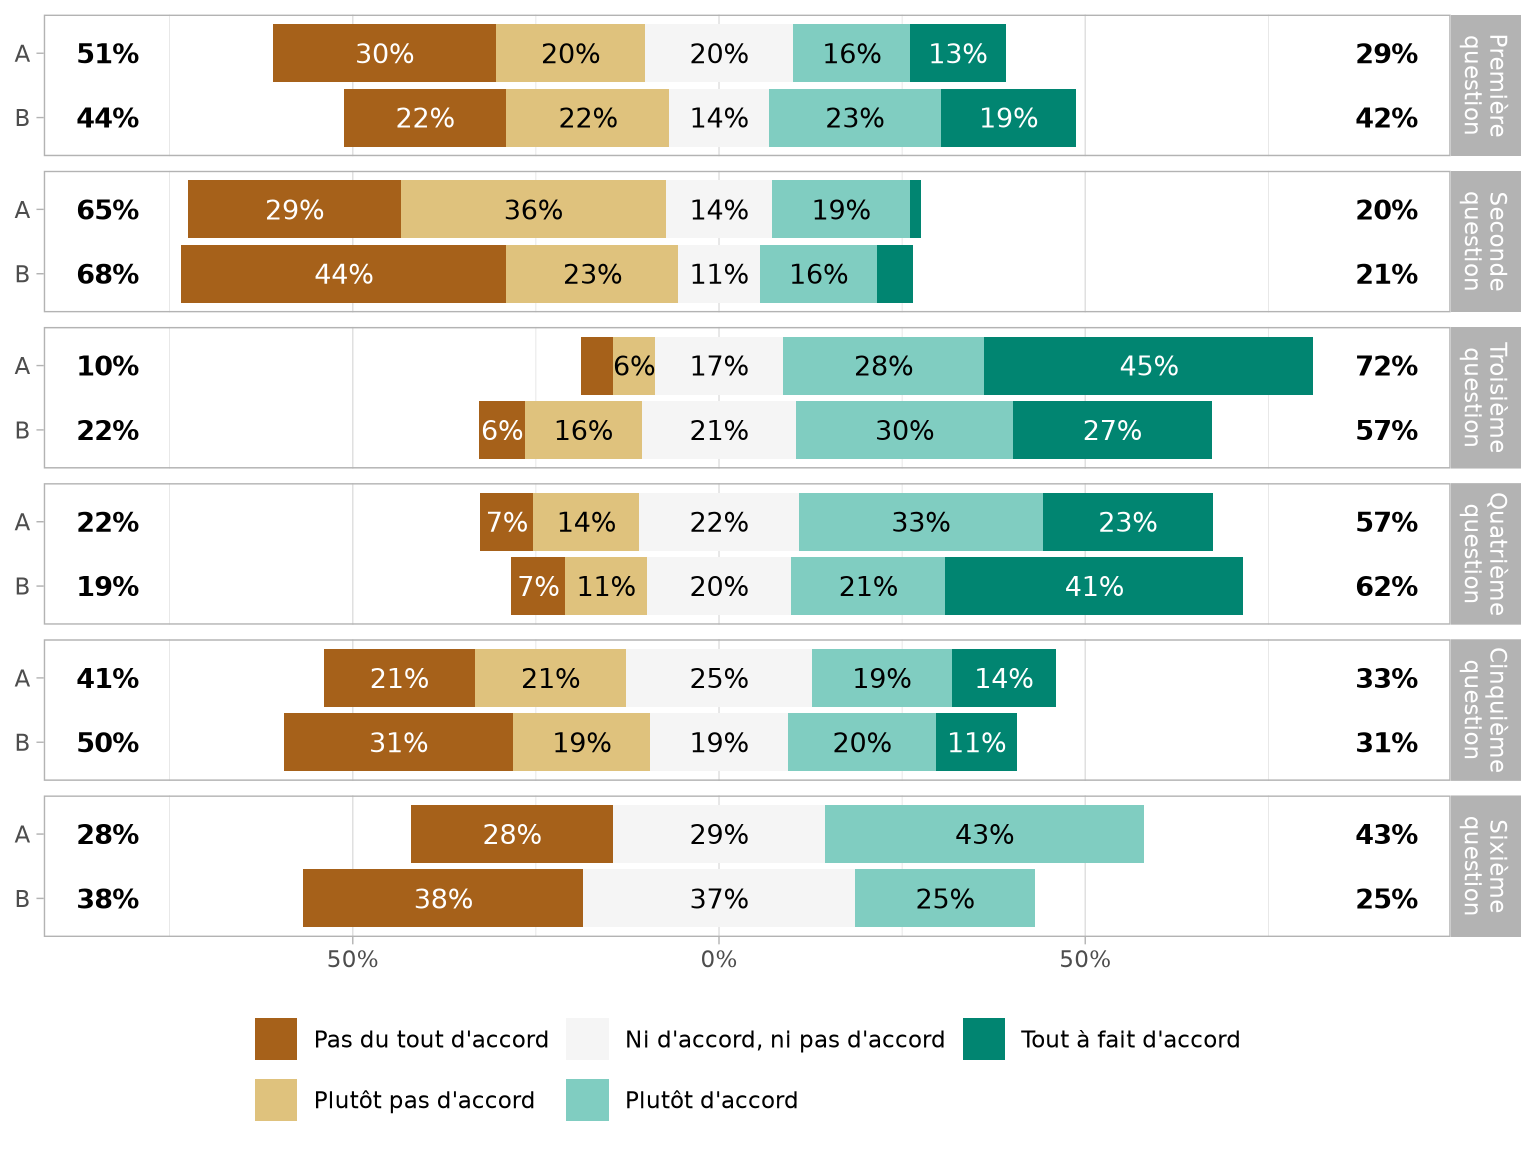 A 51% 30% 20% 20% 16% 13% 29%
B 44% 22% 22% 14% 23% 19% 42%
Première
question
A 65% 29% 36% 14% 19% 20%
B 68% 44% 23% 11% 16% 21%
Seconde
question
A 10% 6% 17% 28% 45% 72%
B 22% 6% 16% 21% 30% 27% 57%
Troisième
question
A 22% 7% 14% 22% 33% 23% 57%
B 19% 7% 11% 20% 21% 41% 62%
Quatrième
question
A 41% 21% 21% 25% 19% 14% 33%
B 50% 31% 19% 19% 20% 11% 31%
Cinquième
question
A 28% 28% 29% 43% 43%
B 38% 38% 37% 25% 25%
Sixième
question
50% 0% 50%
Pas du tout d'accord Ni d'accord, ni pas d'accord Tout à fait d'accord
Plutôt pas d'accord Plutôt d'accord